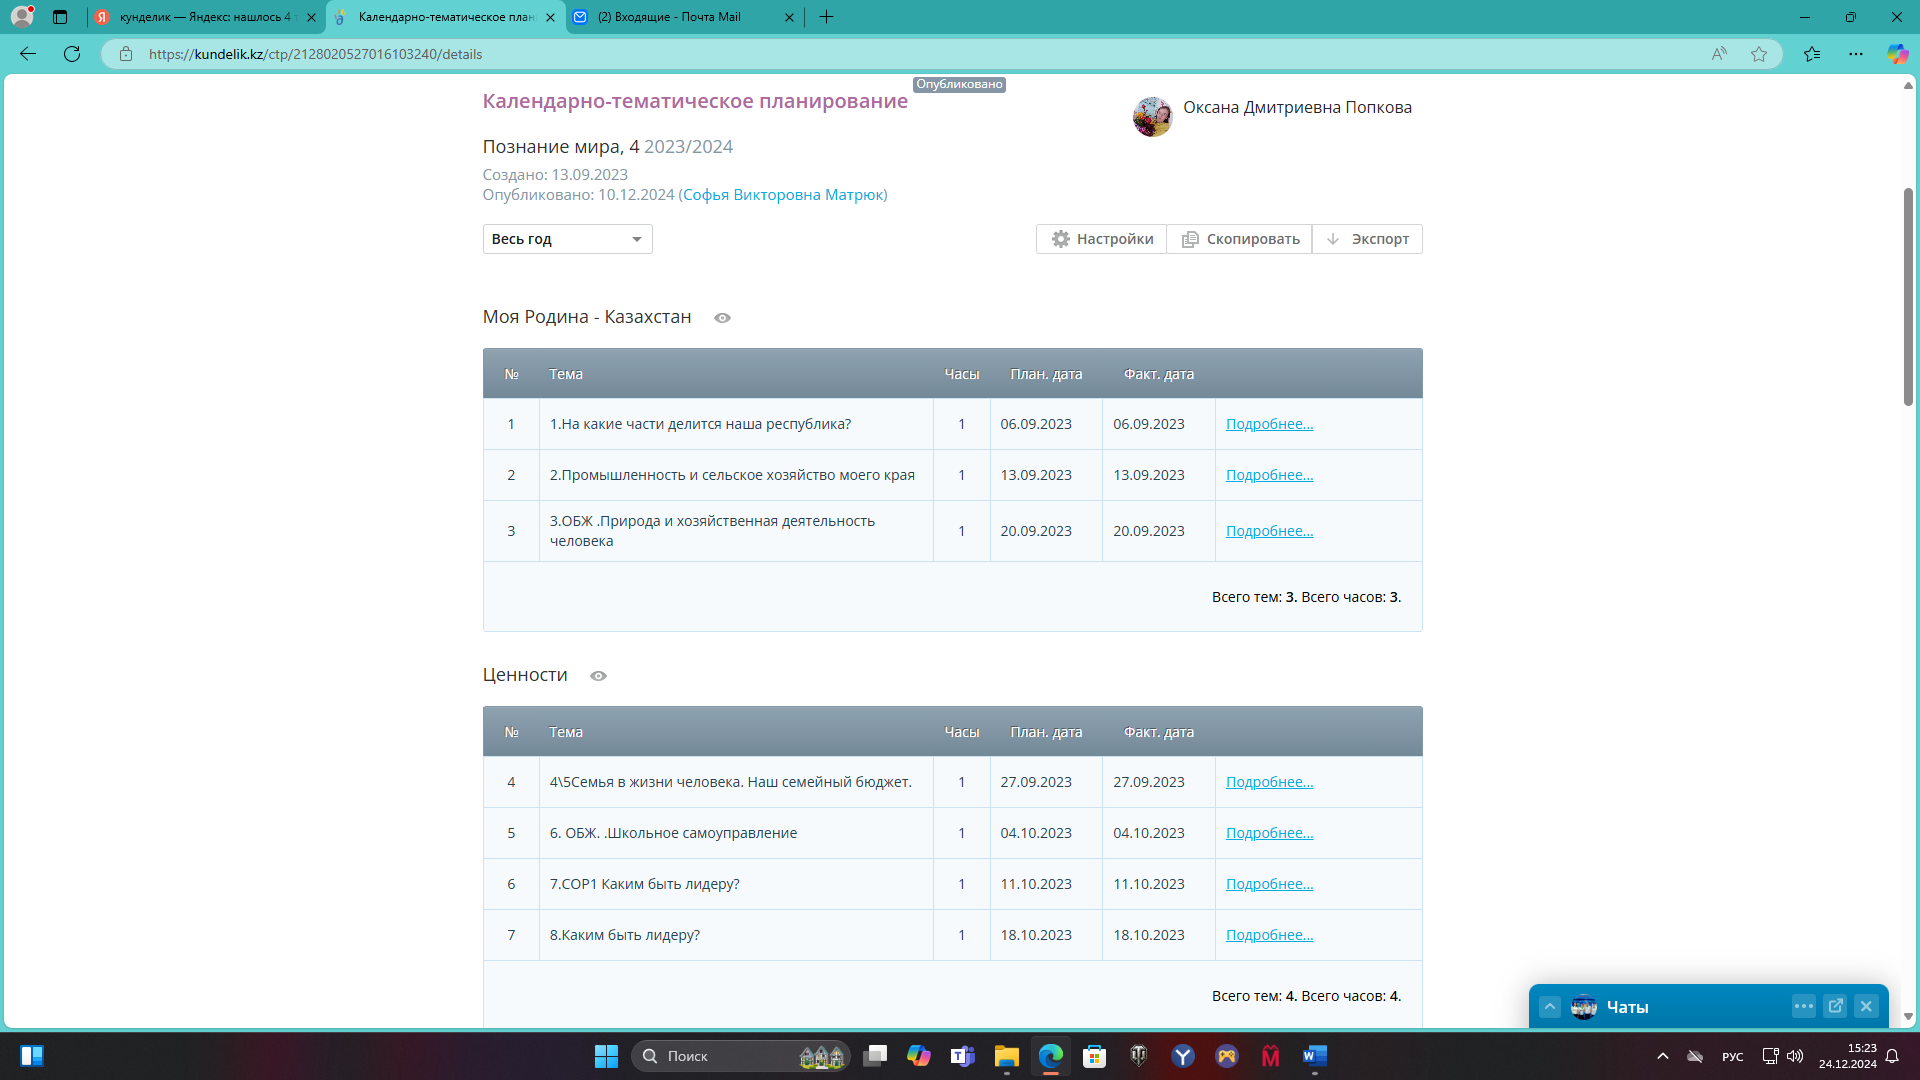 кунделик — Яндекс: нашлось 4 т
Календарно-тематическое план
(2) Входящие - Почта Mail
https://kundelik.kz/ctp/2128020527016103240/details
Опубликовано
Календарно-тематическое планирование
Оксана Дмитриевна Попкова
Познание мира, 4 2023/2024
Создано: 13.09.2023
Опубликовано: 10.12.2024 (Софья Викторовна Матрюк)
Весь год
Настройки Скопировать Экспорт
Моя Родина - Казахстан
№ Тема Часы План. дата Факт. дата
1 1.На какие части делится наша республика? 1 06.09.2023 06.09.2023 Подробнее...
2 2.Промышленность и сельское хозяйство моего края 1 13.09.2023 13.09.2023 Подробнее...
3 3.ОБЖ .Природа и хозяйственная деятельность
человека 1 20.09.2023 20.09.2023 Подробнее...
Всего тем: 3. Всего часов: 3.
Ценности
№ Тема Часы План. дата Факт. дата
4 4\5Семья в жизни человека. Наш семейный бюджет. 1 27.09.2023 27.09.2023 Подробнее...
5 6. ОБЖ. .Школьное самоуправление 1 04.10.2023 04.10.2023 Подробнее...
6 7.СОР1 Каким быть лидеру? 1 11.10.2023 11.10.2023 Подробнее...
7 8.Каким быть лидеру? 1 18.10.2023 18.10.2023 Подробнее...
Всего тем: 4. Всего часов: 4.
Чаты
Поиск
РУС
15:23
24.12.2024